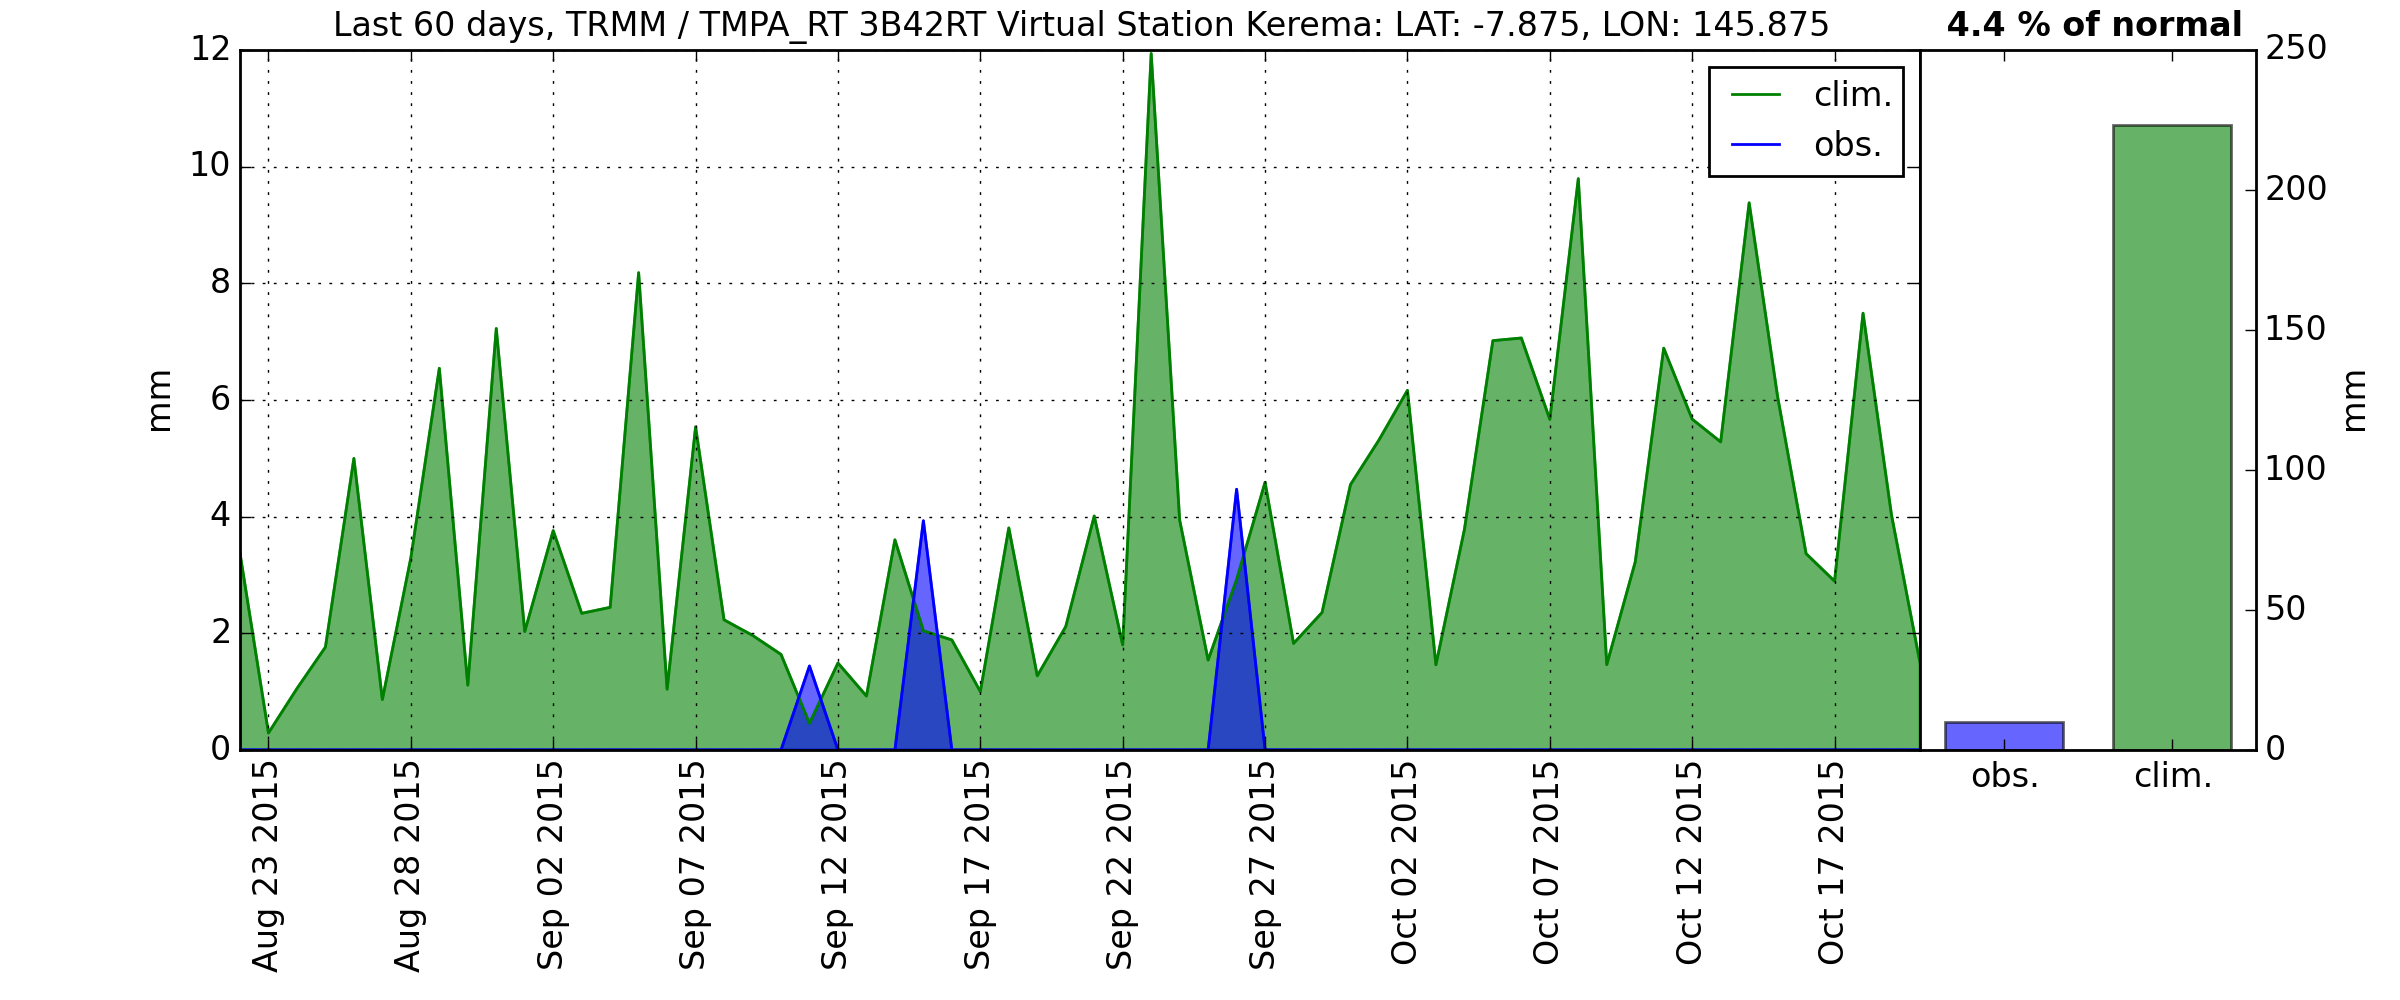 Last 60 days, TRMM / TMPA_RT 3B42RT Virtual Station Kerema: LAT: -7.875, LON: 145.875
4.4 % of normal
clim.
obs.
12
10
8
6
4
2
0
mm
Aug 23 2015
Aug 28 2015
Sep 02 2015
Sep 07 2015
Sep 12 2015
Sep 17 2015
Sep 22 2015
Sep 27 2015
Oct 02 2015
Oct 07 2015
Oct 12 2015
Oct 17 2015
obs.
clim.
250
200
150
100
50
0
mm